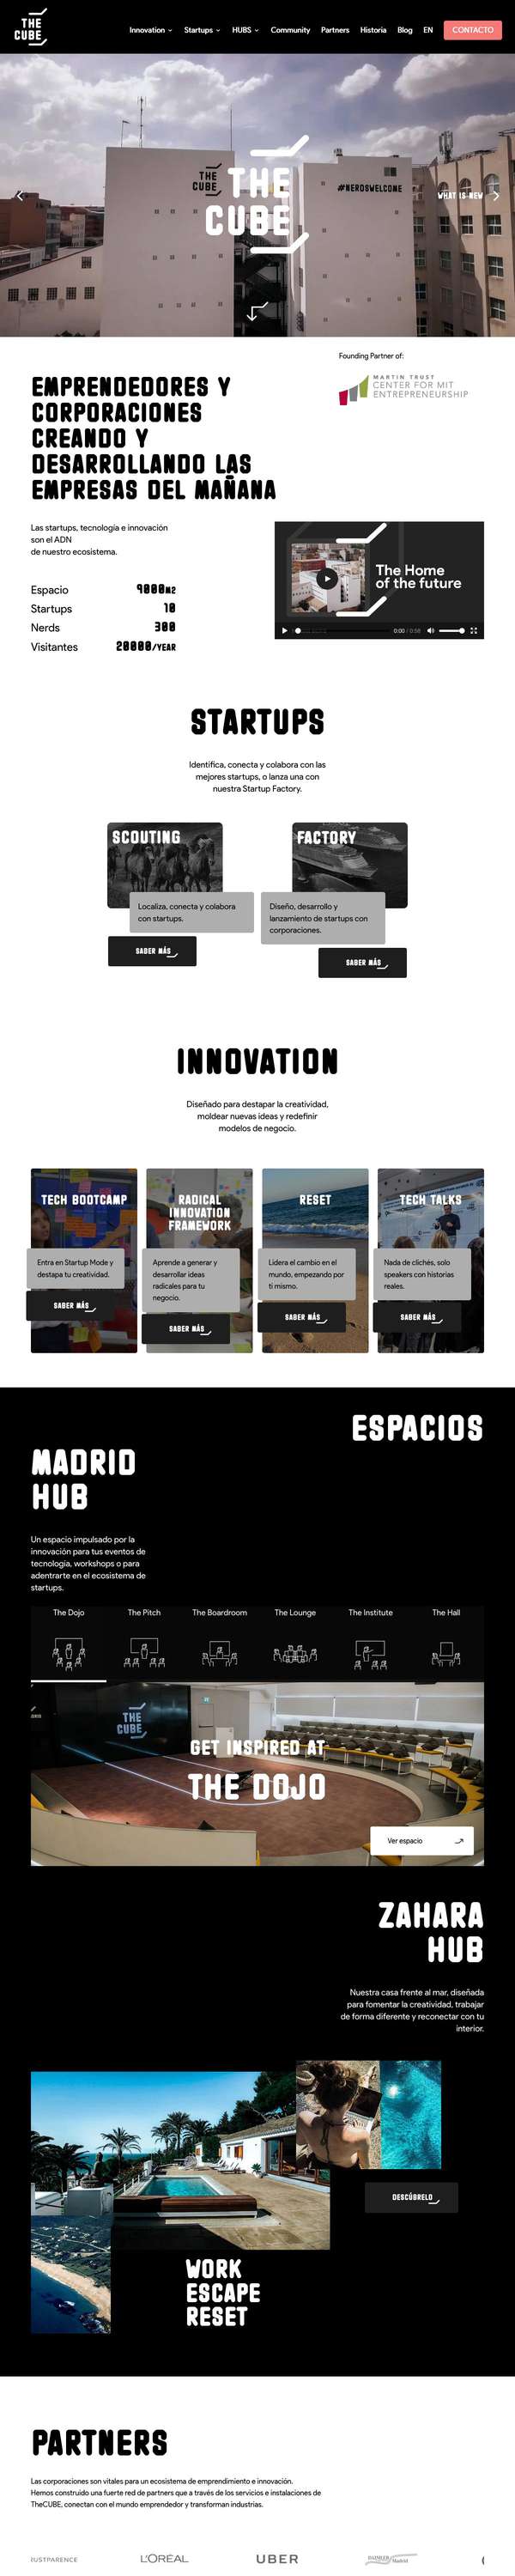 THE
CUBE
Innovation
Startups
HUBS
Community
Partners
Historia
Blog
EN
CONTACTO
THE
CUBE
THE
CUBE
#NERDSWELCOME
WHAT IS NEW
Founding Partner of:
MARTIN TRUST
CENTER FOR MIT
ENTREPRENEURSHIP
EMPRENDEDORES Y
CORPORACIONES
CREANDO Y
DESARROLLANDO LAS
EMPRESAS DEL MAÑANA
Las startups, tecnología e innovación
son el ADN
de nuestro ecosistema.
Espacio 9000M2
Startups 10
Nerds 300
Visitantes 20000/YEAR
The Home
of the future
0:00 / 0:58
STARTUPS
Identifica, conecta y colabora con las
mejores startups, o lanza una con
nuestra Startup Factory.
SCOUTING
Localiza, conecta y colabora
con startups.
SABER MÁS
FACTORY
Diseño, desarrollo y
lanzamiento de startups con
corporaciones.
SABER MÁS
INNOVATION
Diseñado para destapar la creatividad,
moldear nuevas ideas y redefinir
modelos de negocio.
TECH BOOTCAMP
Entra en Startup Mode y
destapa tu creatividad.
SABER MÁS
RADICAL
INNOVATION
FRAMEWORK
Aprende a generar y
desarrollar ideas
radicales para tu
negocio.
SABER MÁS
RESET
Lidera el cambio en el
mundo, empezando por
ti mismo.
SABER MÁS
TECH TALKS
Nada de clichés, solo
speakers con historias
reales.
SABER MÁS
ESPACIOS
MADRID
HUB
Un espacio impulsado por la
innovación para tus eventos de
tecnología, workshops o para
adentrarte en el ecosistema de
startups.
The Dojo
The Pitch
The Boardroom
The Lounge
The Institute
The Hall
THE
CUBE
GET INSPIRED AT
THE DOJO
Ver espacio
ZAHARA
HUB
Nuestra casa frente al mar, diseñada
para fomentar la creatividad, trabajar
de forma diferente y reconectar con tu
interior.
DESCÚBRELO
WORK
ESCAPE
RESET
PARTNERS
Las corporaciones son vitales para un ecosistema de emprendimiento e innovación.
Hemos construido una fuerte red de partners que a través de los servicios e instalaciones de
TheCUBE, conectan con el mundo emprendedor y transforman industrias.
L'ORÉAL
UBER
DAIMLER
Madrid